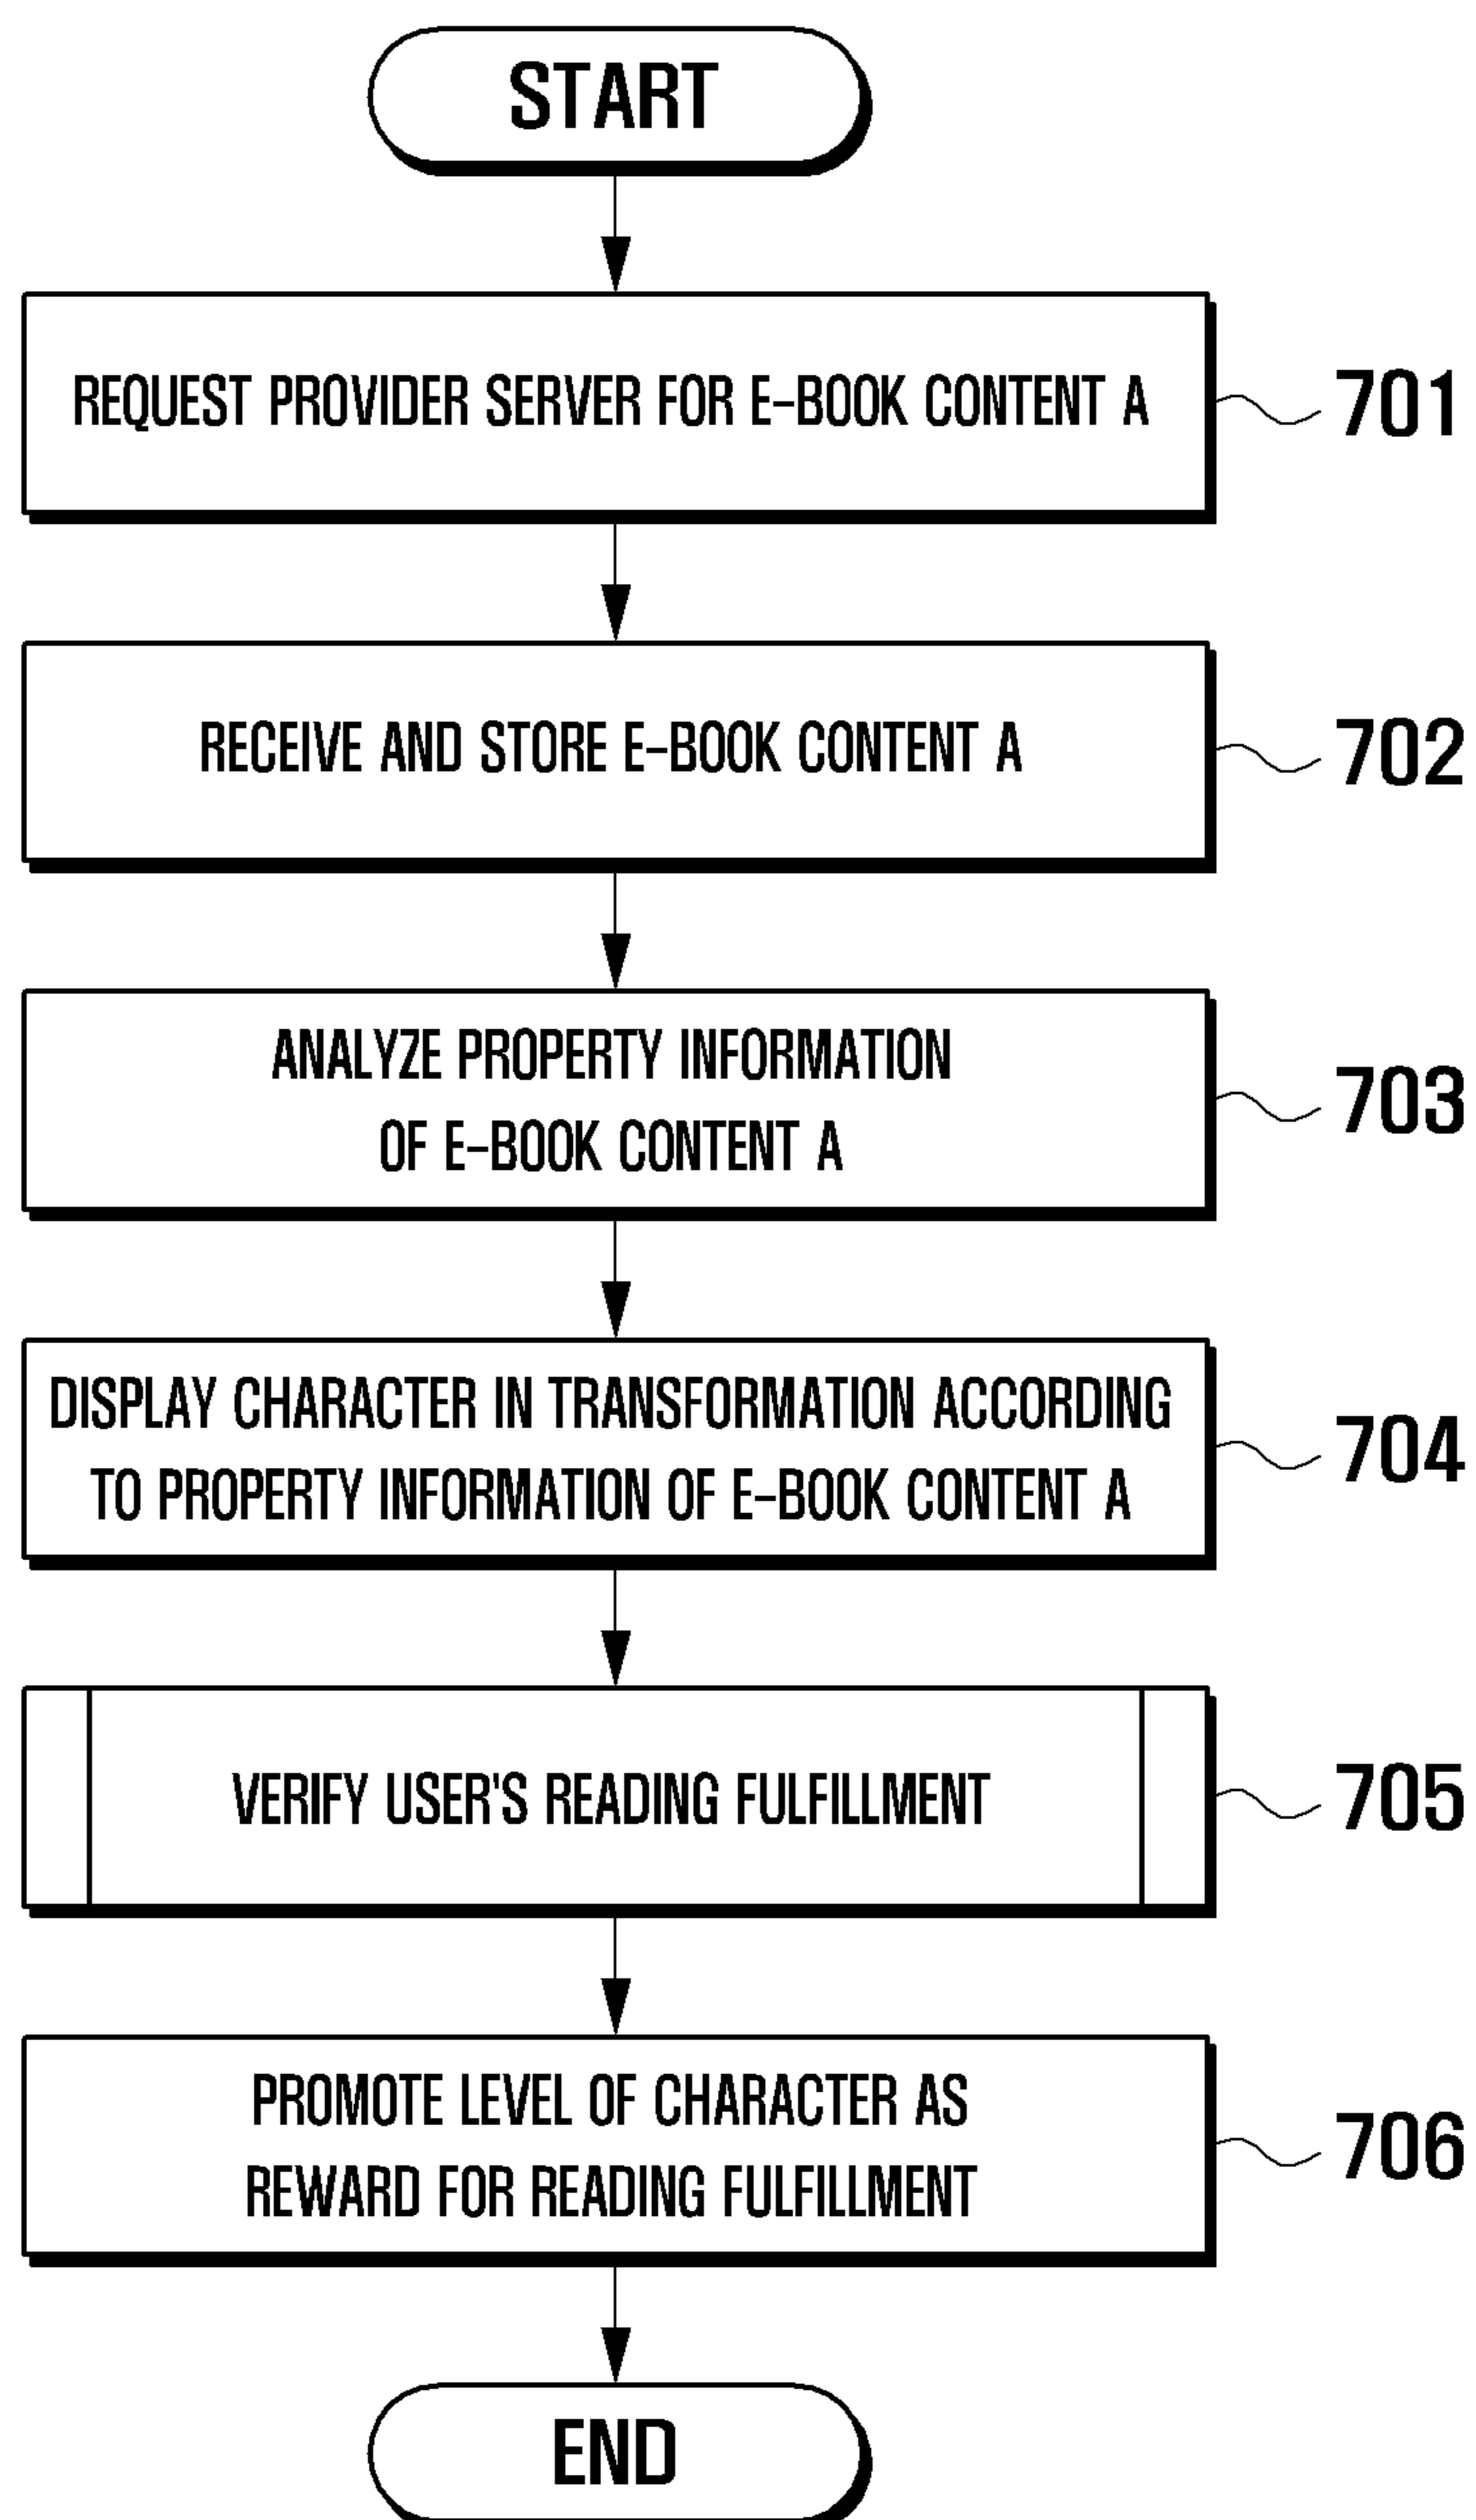 START
REQUEST PROVIDER SERVER FOR E-BOOK CONTENT A
701
RECEIVE AND STORE E-BOOK CONTENT A
702
ANALYZE PROPERTY INFORMATION
OF E-BOOK CONTENT A
703
DISPLAY CHARACTER IN TRANSFORMATION ACCORDING
TO PROPERTY INFORMATION OF E-BOOK CONTENT A
704
VERIFY USER'S READING FULFILLMENT
705
PROMOTE LEVEL OF CHARACTER AS
REWARD FOR READING FULFILLMENT
706
END